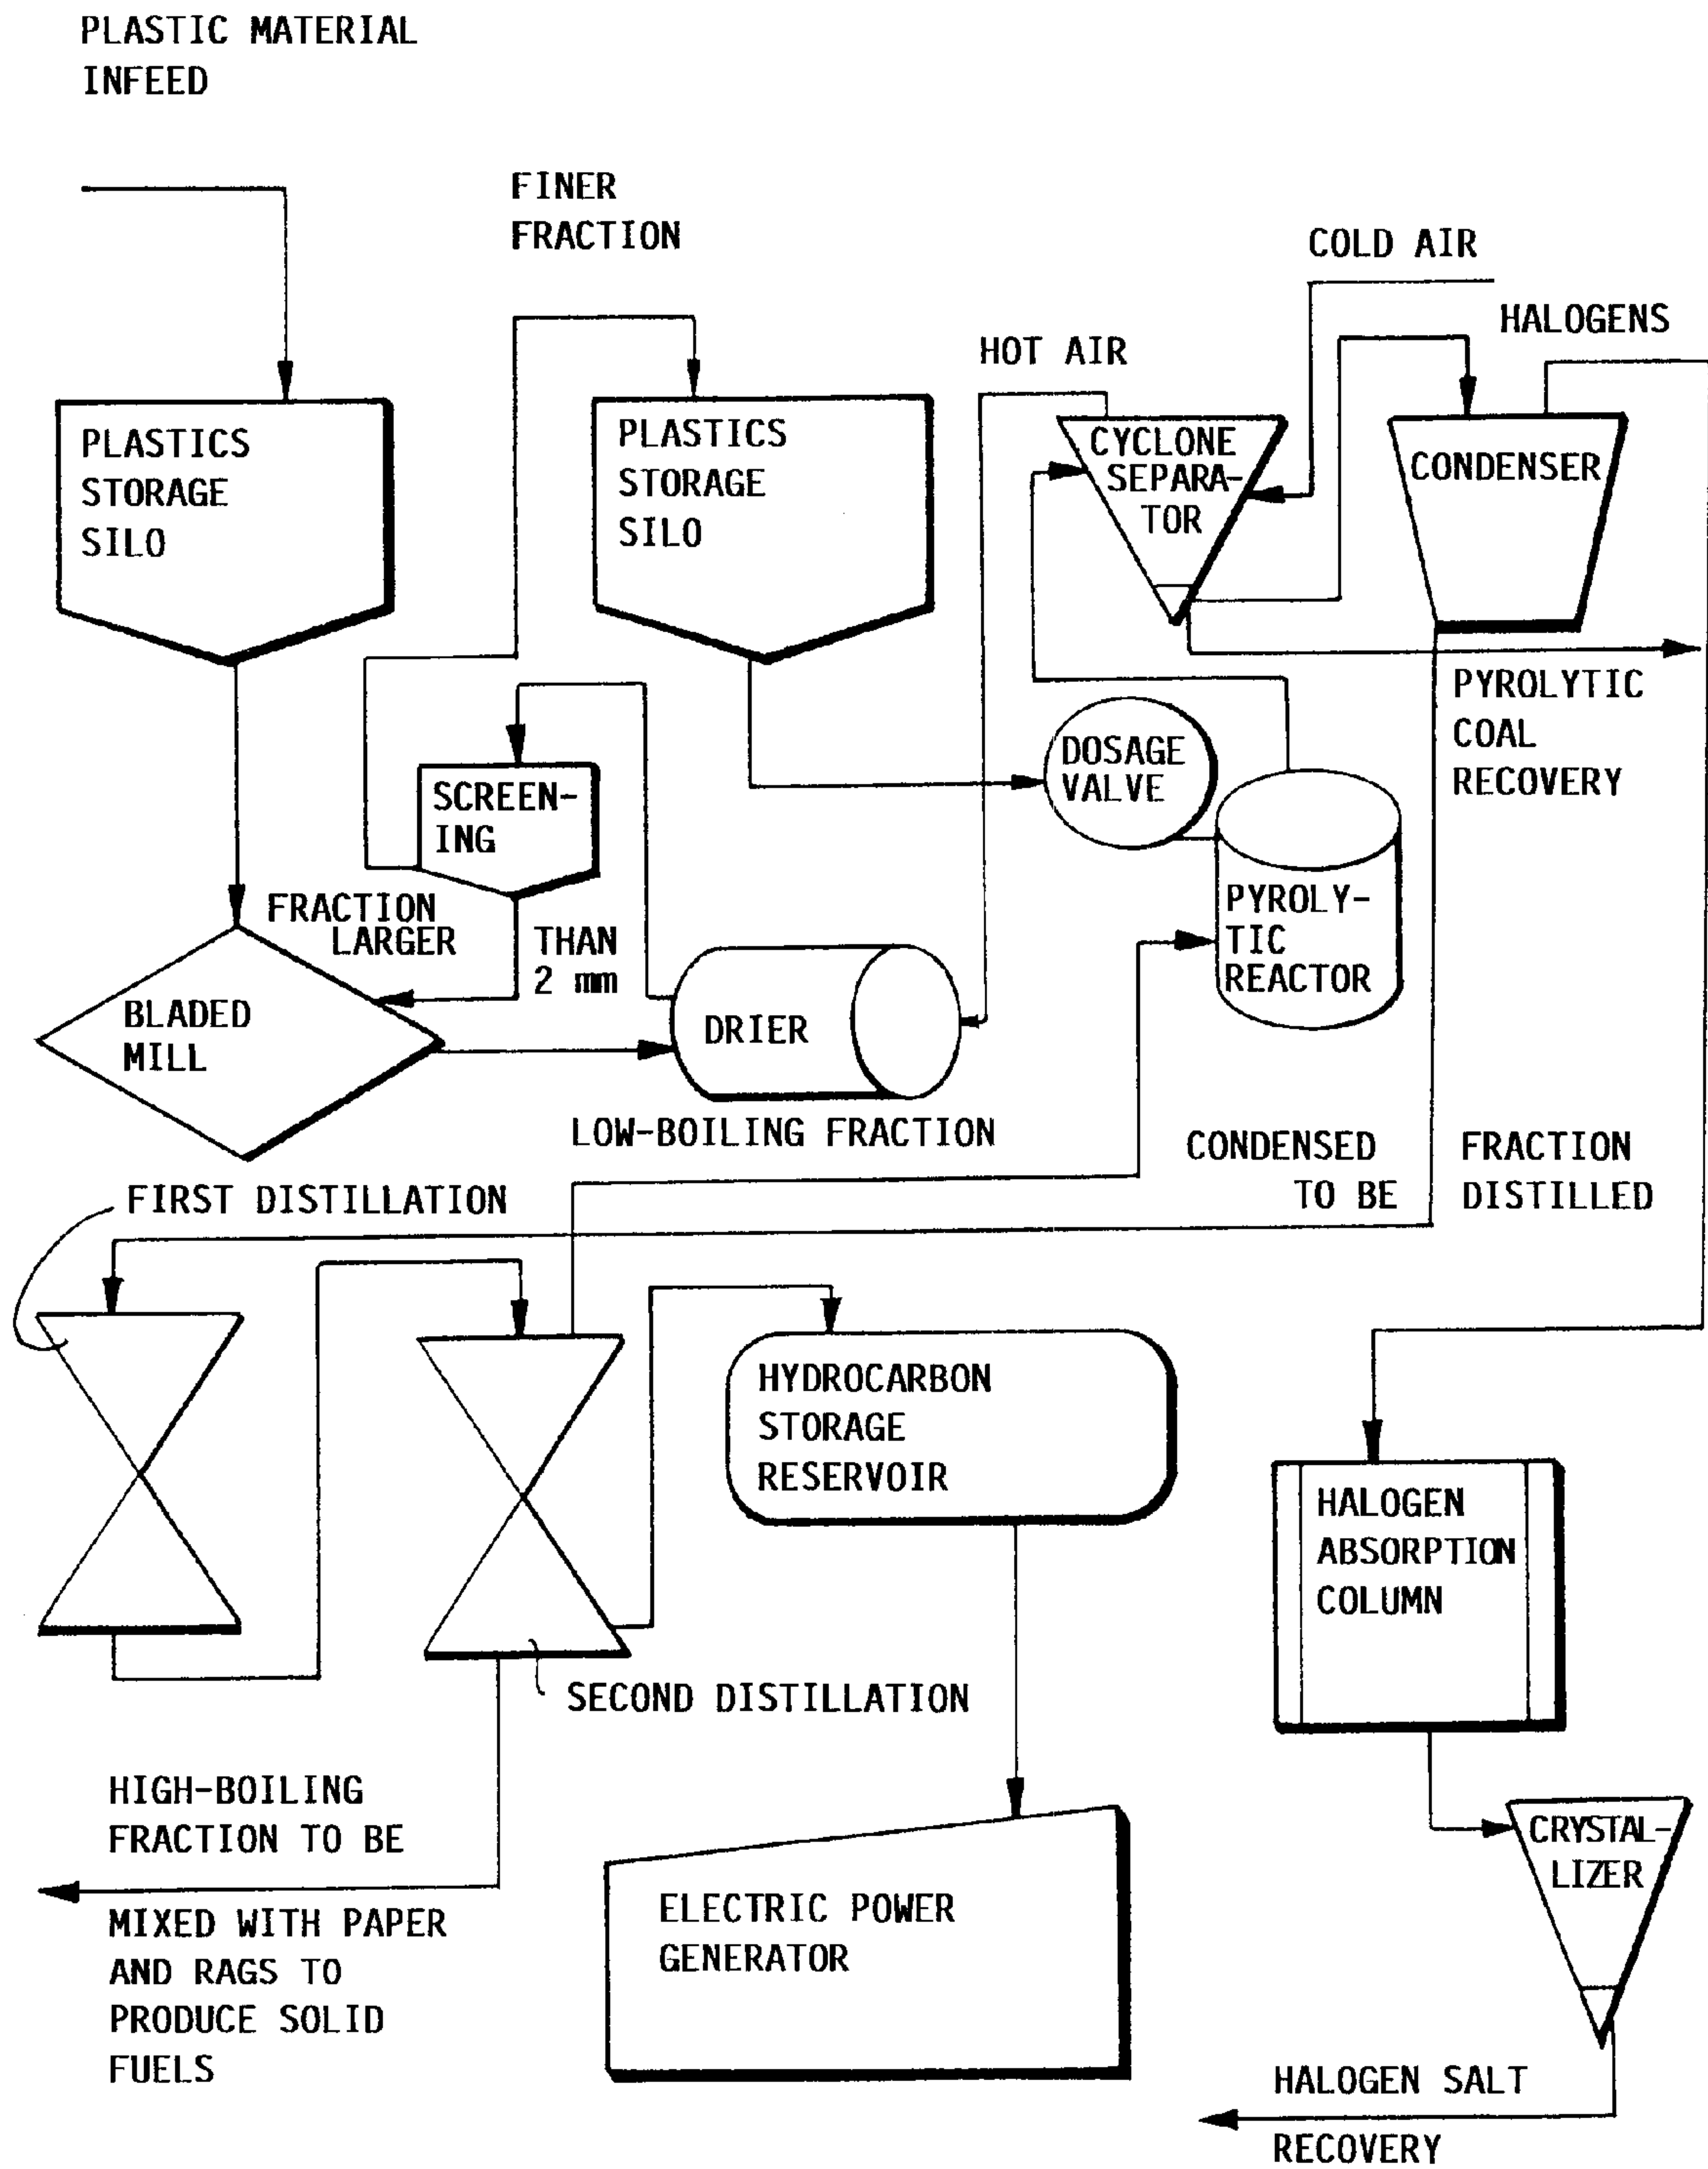 PLASTIC MATERIAL
INFEED
FINER
FRACTION
COLD AIR
HALOGENS
HOT AIR
PLASTICS
STORAGE
SILO
PLASTICS
STORAGE
SILO
CYCLONE
SEPARA-
TOR
CONDENSER
PYROLYTIC
COAL
RECOVERY
DOSAGE
VALVE
SCREEN-
ING
FRACTION
LARGER
THAN
2 mm
PYROLY-
TIC
REACTOR
BLADED
MILL
DRIER
LOW-BOILING FRACTION
CONDENSED FRACTION
TO BE DISTILLED
FIRST DISTILLATION
HYDROCARBON
STORAGE
RESERVOIR
HALOGEN
ABSORPTION
COLUMN
SECOND DISTILLATION
HIGH-BOILING
FRACTION TO BE
MIXED WITH PAPER
AND RAGS TO
PRODUCE SOLID
FUELS
ELECTRIC POWER
GENERATOR
CRYSTAL-
LIZER
HALOGEN SALT
RECOVERY